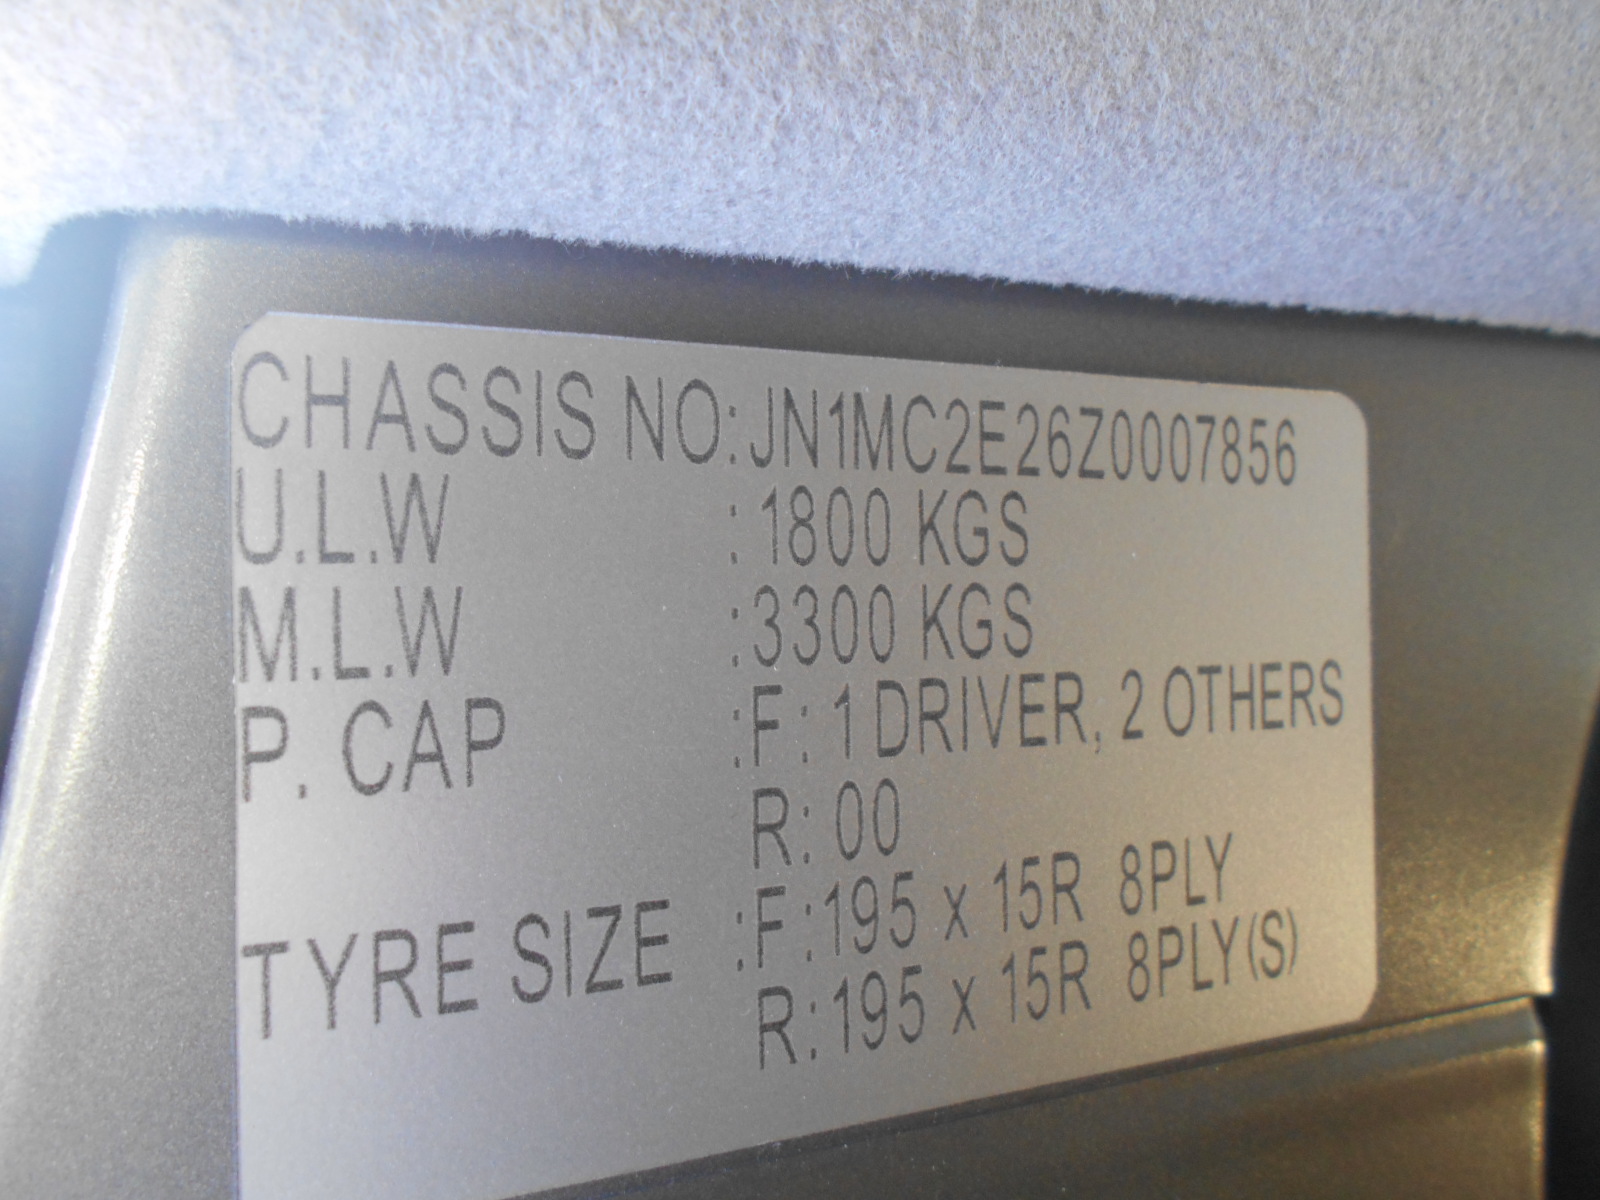 CHASSIS NO:JN1MC2E26Z0007856
U.L.W : 1800 KGS
M.L.W :3300 KGS
P. CAP :F: 1 DRIVER, 2 OTHERS
R: 00
TYRE SIZE :F:195 x 15R 8PLY
R:195 x 15R 8PLY(S)